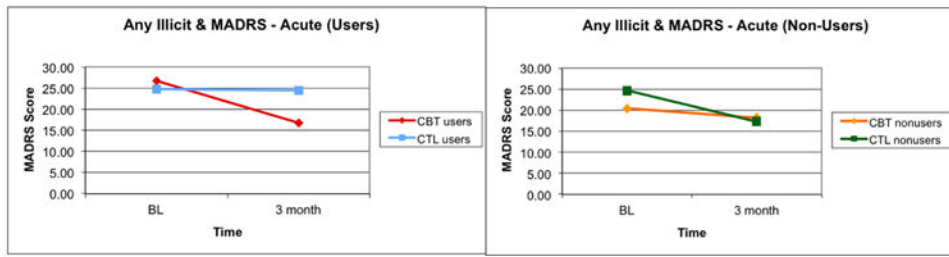 Any Illicit & MADRS - Acute (Users)
30.00
25.00
20.00
15.00
10.00
5.00
0.00
MADRS Score
BL
3 month
Time
CBT users
CTL users
Any Illicit & MADRS - Acute (Non-Users)
30.00
25.00
20.00
15.00
10.00
5.00
0.00
MADRS Score
BL
3 month
Time
CBT nonusers
CTL nonusers